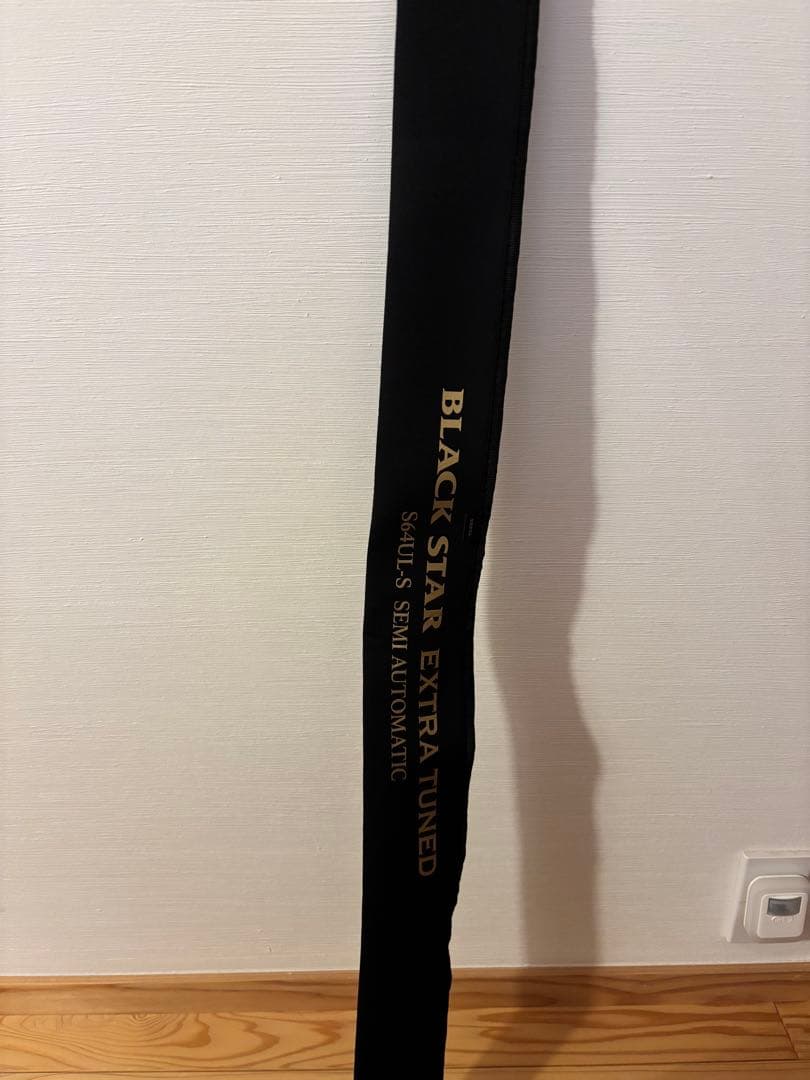 BLACK STAR EXTRA TUNED
S64UL-S SEMI AUTOMATIC